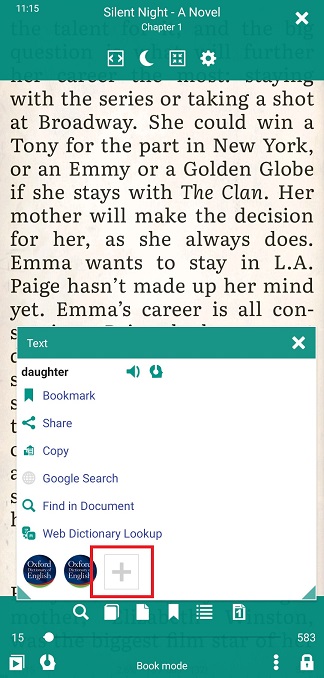 11:15
Silent Night - A Novel
Chapter 1
the talent for it and the big
question is what will further
her career the most: staying
with the series or taking a shot
at Broadway. She could win a
Tony for the part in New York,
or an Emmy or a Golden Globe
if she stays with The Clan. Her
mother will make the decision
for her, as she always does.
Emma wants to stay in L.A.
Paige hasn't made up her mind
yet. Emma's career is all con-
Text
daughter
Bookmark
Share
Copy
Google Search
Find in Document
Web Dictionary Lookup
Oxford
Dictionary of
English
Oxford
Dictionary of
English
1
was the biggest film star of her
15
583
Book mode